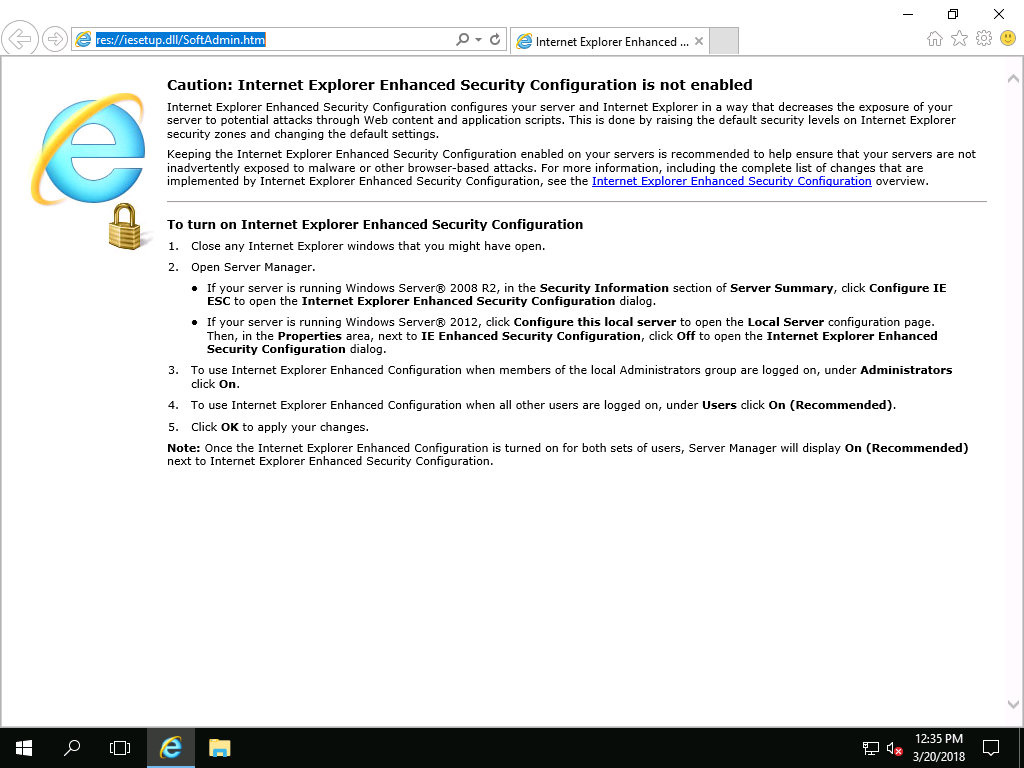 res://iesetup.dll/SoftAdmin.htm
Internet Explorer Enhanced ...
Caution: Internet Explorer Enhanced Security Configuration is not enabled
Internet Explorer Enhanced Security Configuration configures your server and Internet Explorer in a way that decreases the exposure of your
server to potential attacks through Web content and application scripts. This is done by raising the default security levels on Internet Explorer
security zones and changing the default settings.
Keeping the Internet Explorer Enhanced Security Configuration enabled on your servers is recommended to help ensure that your servers are not
inadvertently exposed to malware or other browser-based attacks. For more information, including the complete list of changes that are
implemented by Internet Explorer Enhanced Security Configuration, see the Internet Explorer Enhanced Security Configuration overview.
To turn on Internet Explorer Enhanced Security Configuration
1. Close any Internet Explorer windows that you might have open.
2. Open Server Manager.
• If your server is running Windows Server® 2008 R2, in the Security Information section of Server Summary, click Configure IE
ESC to open the Internet Explorer Enhanced Security Configuration dialog.
• If your server is running Windows Server® 2012, click Configure this local server to open the Local Server configuration page.
Then, in the Properties area, next to IE Enhanced Security Configuration, click Off to open the Internet Explorer Enhanced
Security Configuration dialog.
3. To use Internet Explorer Enhanced Configuration when members of the local Administrators group are logged on, under Administrators
click On.
4. To use Internet Explorer Enhanced Configuration when all other users are logged on, under Users click On (Recommended).
5. Click OK to apply your changes.
Note: Once the Internet Explorer Enhanced Configuration is turned on for both sets of users, Server Manager will display On (Recommended)
next to Internet Explorer Enhanced Security Configuration.
12:35 PM
3/20/2018